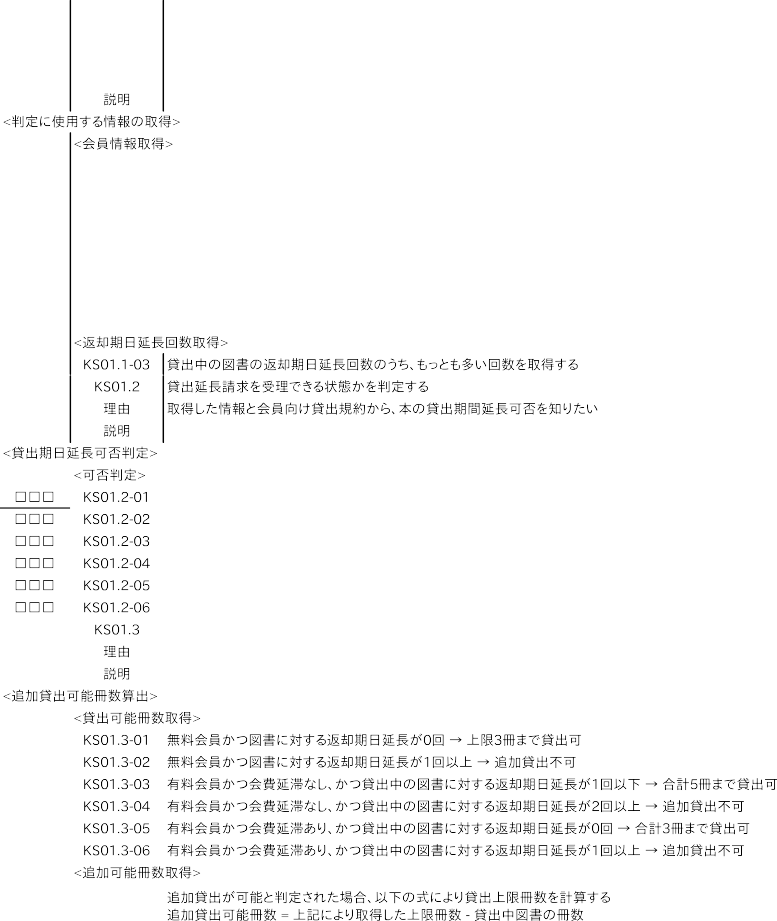 説明
<判定に使用する情報の取得>
<会員情報取得>
<返却期日延長回数取得>
KS01.1-03 貸出中の図書の返却期日延長回数のうち、もっとも多い回数を取得する
KS01.2 貸出延長請求を受理できる状態かを判定する
理由 取得した情報と会員向け貸出規約から、本の貸出期間延長可否を知りたい
説明
<貸出期日延長可否判定>
<可否判定>
□□□ KS01.2-01
□□□ KS01.2-02
□□□ KS01.2-03
□□□ KS01.2-04
□□□ KS01.2-05
□□□ KS01.2-06
KS01.3
理由
説明
<追加貸出可能冊数算出>
<貸出可能冊数取得>
KS01.3-01 無料会員かつ図書に対する返却期日延長が0回 → 上限3冊まで貸出可
KS01.3-02 無料会員かつ図書に対する返却期日延長が1回以上 → 追加貸出不可
KS01.3-03 有料会員かつ会費延滞なし、かつ貸出中の図書に対する返却期日延長が1回以下 → 合計5冊まで貸出可
KS01.3-04 有料会員かつ会費延滞なし、かつ貸出中の図書に対する返却期日延長が2回以上 → 追加貸出不可
KS01.3-05 有料会員かつ会費延滞あり、かつ貸出中の図書に対する返却期日延長が0回 → 合計3冊まで貸出可
KS01.3-06 有料会員かつ会費延滞あり、かつ貸出中の図書に対する返却期日延長が1回以上 → 追加貸出不可
<追加可能冊数取得>
追加貸出が可能と判定された場合、以下の式により貸出上限冊数を計算する
追加貸出可能冊数 = 上記により取得した上限冊数 - 貸出中図書の冊数